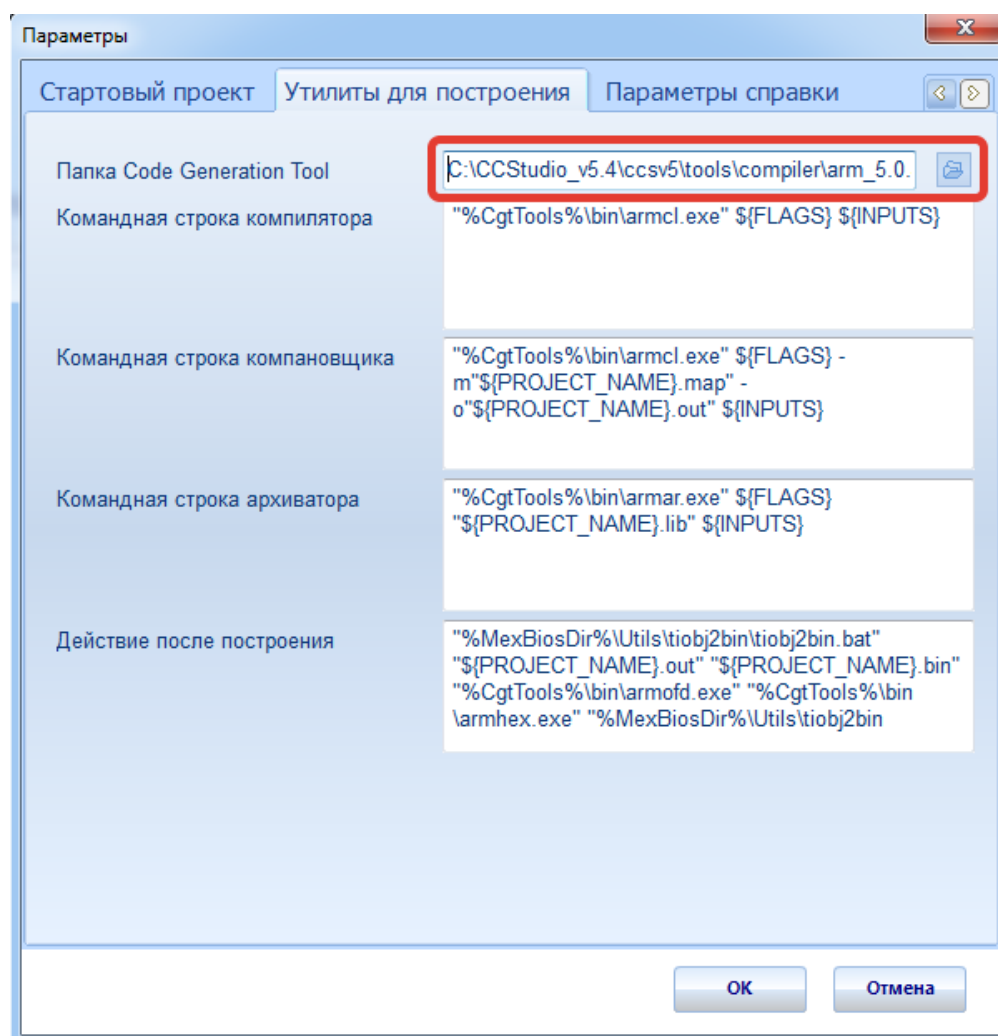 Параметры
Стартовый проект Утилиты для построения Параметры справки
Папка Code Generation Tool C:\CCStudio_v5.4\ccsv5\tools\compiler\arm_5.0.
Командная строка компилятора "%CgtTools%\bin\armcl.exe" ${FLAGS} ${INPUTS}
Командная строка компановщика "%CgtTools%\bin\armcl.exe" ${FLAGS} -
m"${PROJECT_NAME}.map" -
o"${PROJECT_NAME}.out" ${INPUTS}
Командная строка архиватора "%CgtTools%\bin\armar.exe" ${FLAGS}
"${PROJECT_NAME}.lib" ${INPUTS}
Действие после построения "%MexBiosDir%\Utils\tiobj2bin\tiobj2bin.bat"
"${PROJECT_NAME}.out" "${PROJECT_NAME}.bin"
"%CgtTools%\bin\armofd.exe" "%CgtTools%\bin
\armhex.exe" "%MexBiosDir%\Utils\tiobj2bin
ОК Отмена